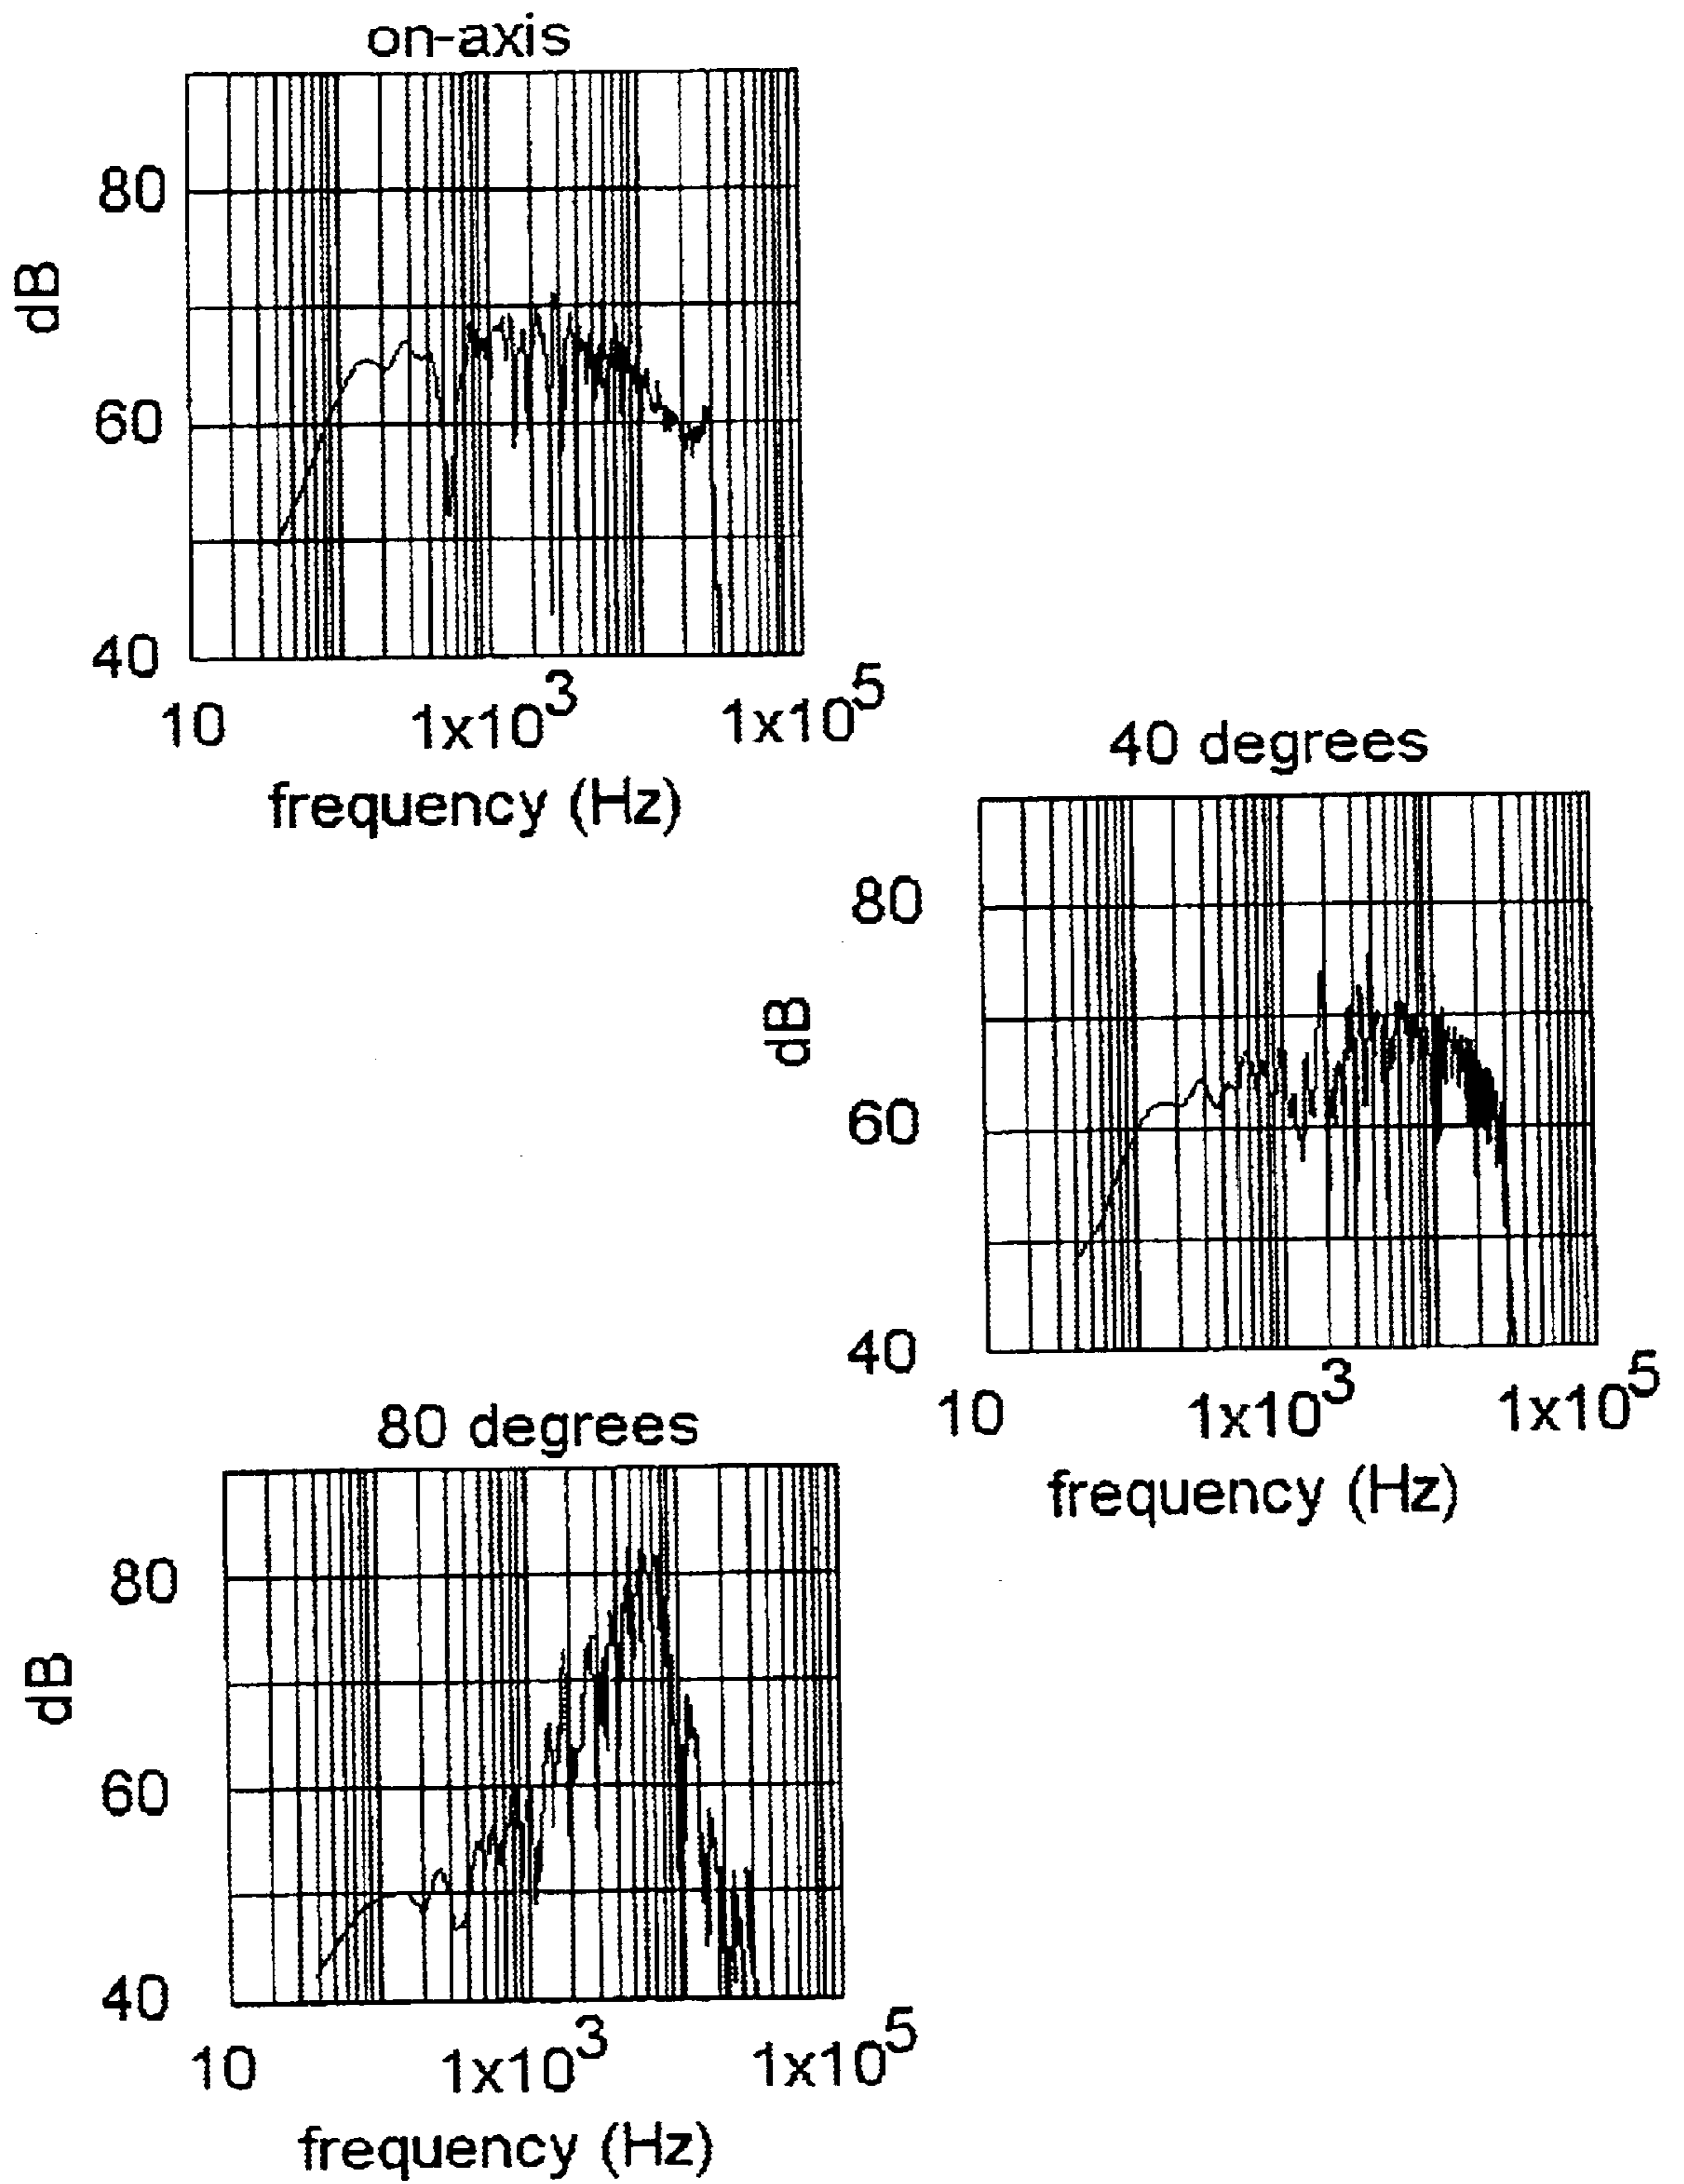 on-axis
80
dB
60
40
10 1x10^3 1x10^5
frequency (Hz)
40 degrees
80
dB
60
40
10 1x10^3 1x10^5
frequency (Hz)
80 degrees
80
dB
60
40
10 1x10^3 1x10^5
frequency (Hz)